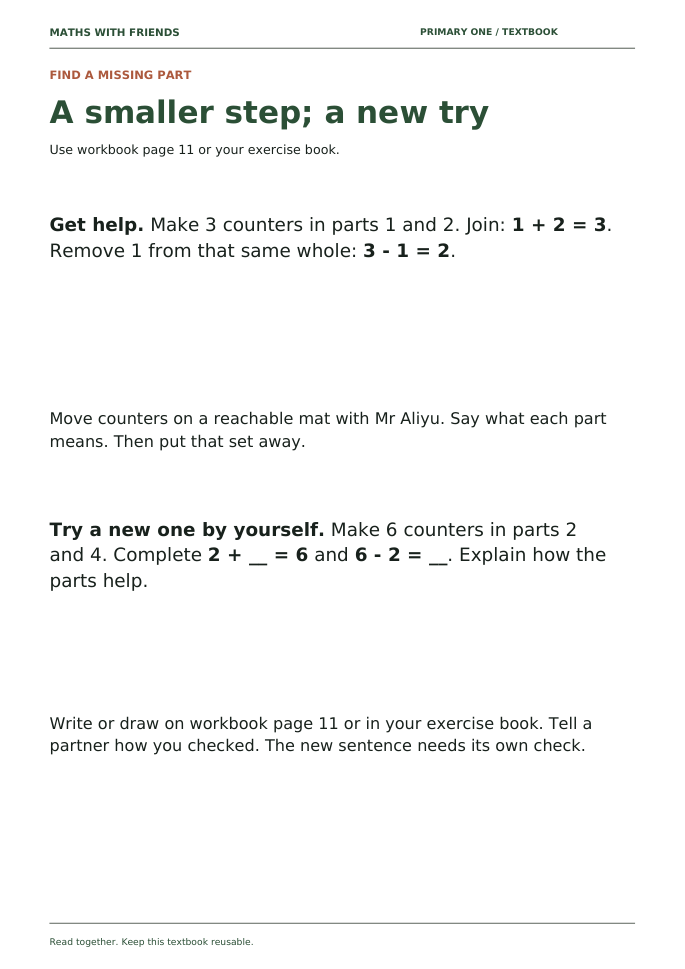 MATHS WITH FRIENDS
PRIMARY ONE / TEXTBOOK
FIND A MISSING PART
A smaller step; a new try
Use workbook page 11 or your exercise book.
Get help. Make 3 counters in parts 1 and 2. Join: 1 + 2 = 3.
Remove 1 from that same whole: 3 - 1 = 2.
Move counters on a reachable mat with Mr Aliyu. Say what each part
means. Then put that set away.
Try a new one by yourself. Make 6 counters in parts 2
and 4. Complete 2 + __ = 6 and 6 - 2 = __. Explain how the
parts help.
Write or draw on workbook page 11 or in your exercise book. Tell a
partner how you checked. The new sentence needs its own check.
Read together. Keep this textbook reusable.